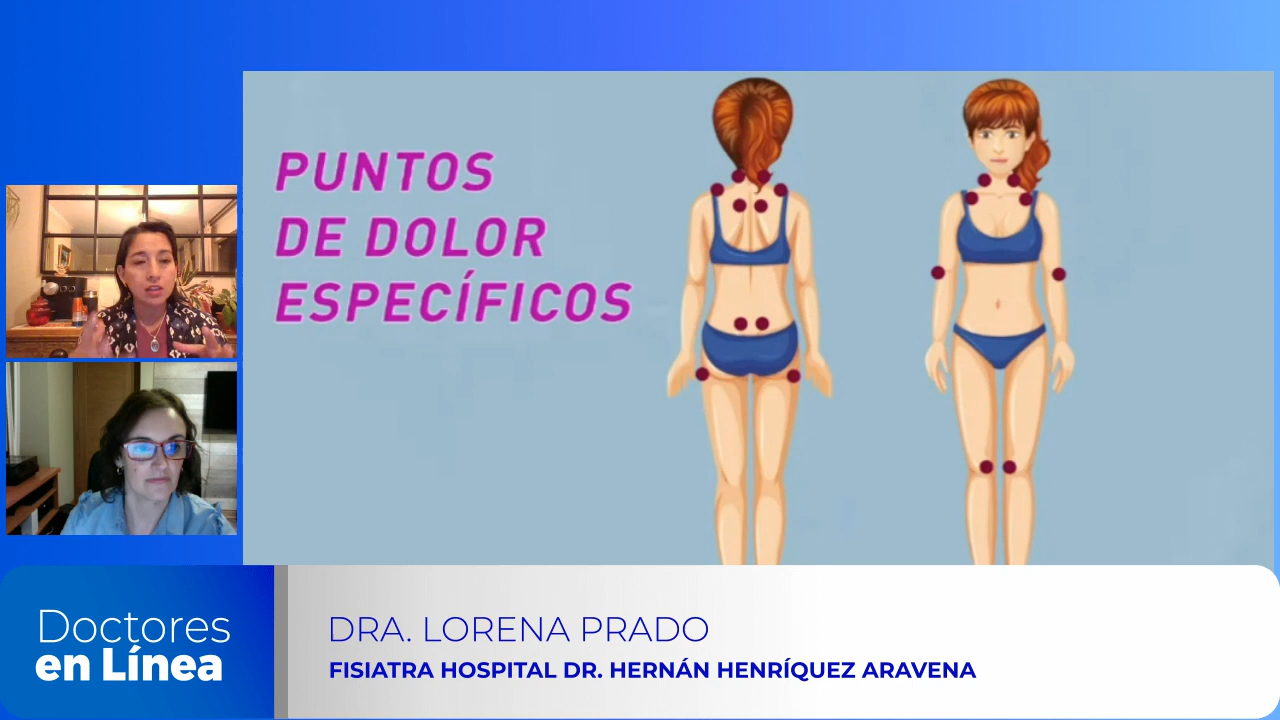 PUNTOS
DE DOLOR
ESPECÍFICOS
Doctores
en Línea
DRA. LORENA PRADO
FISIATRA HOSPITAL DR. HERNÁN HENRÍQUEZ ARAVENA